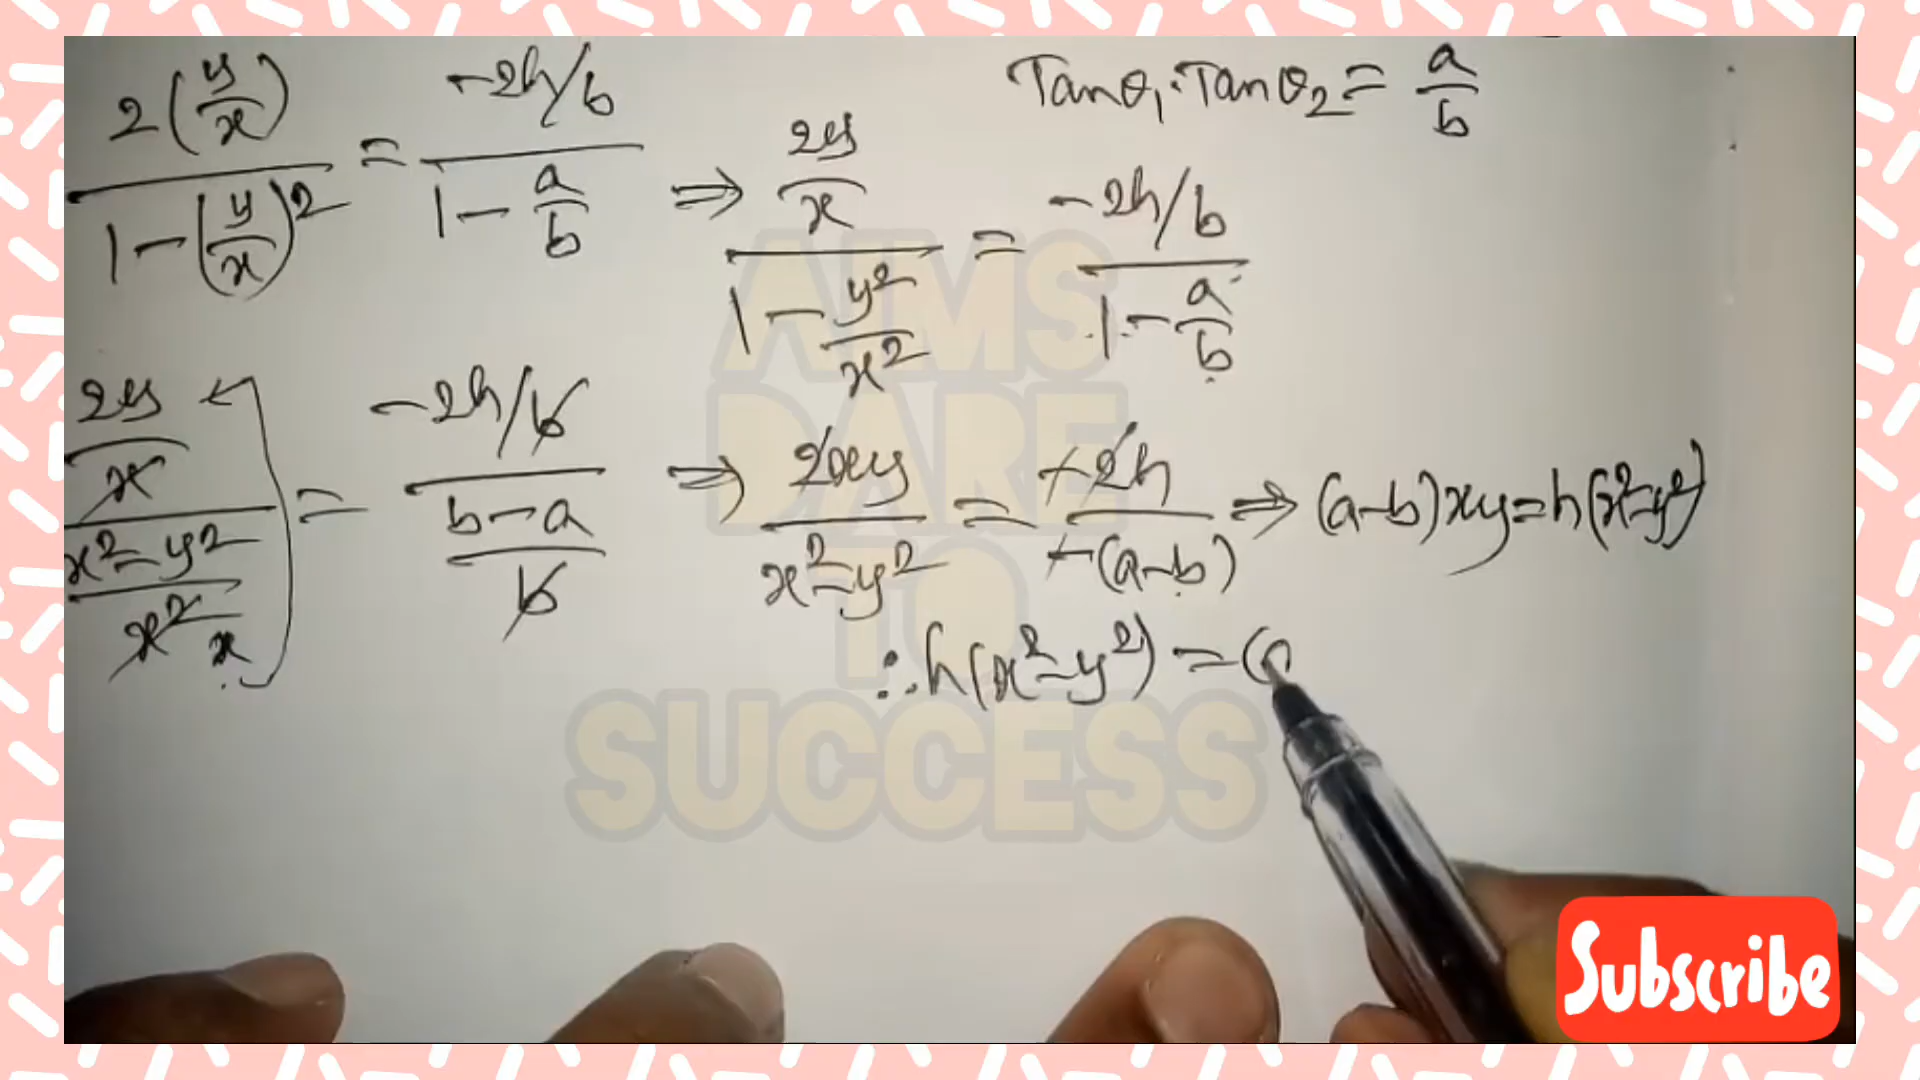 2(y/x) / 1-(y/x)² = -2h/b / 1-a/b ⇒ 2y/x / 1-y²/x² = -2h/b / 1-a/b
Tanθ₁.Tanθ₂ = a/b
2y/x / x²-y²/x² x = -2h/b / b-a/b ⇒ 2xy/x²-y² = -2h/-(a-b) ⇒ (a-b)xy=h(x²-y²)
∴h(x²-y²) = (a
AIMS
DARE
TO
SUCCESS
Subscribe